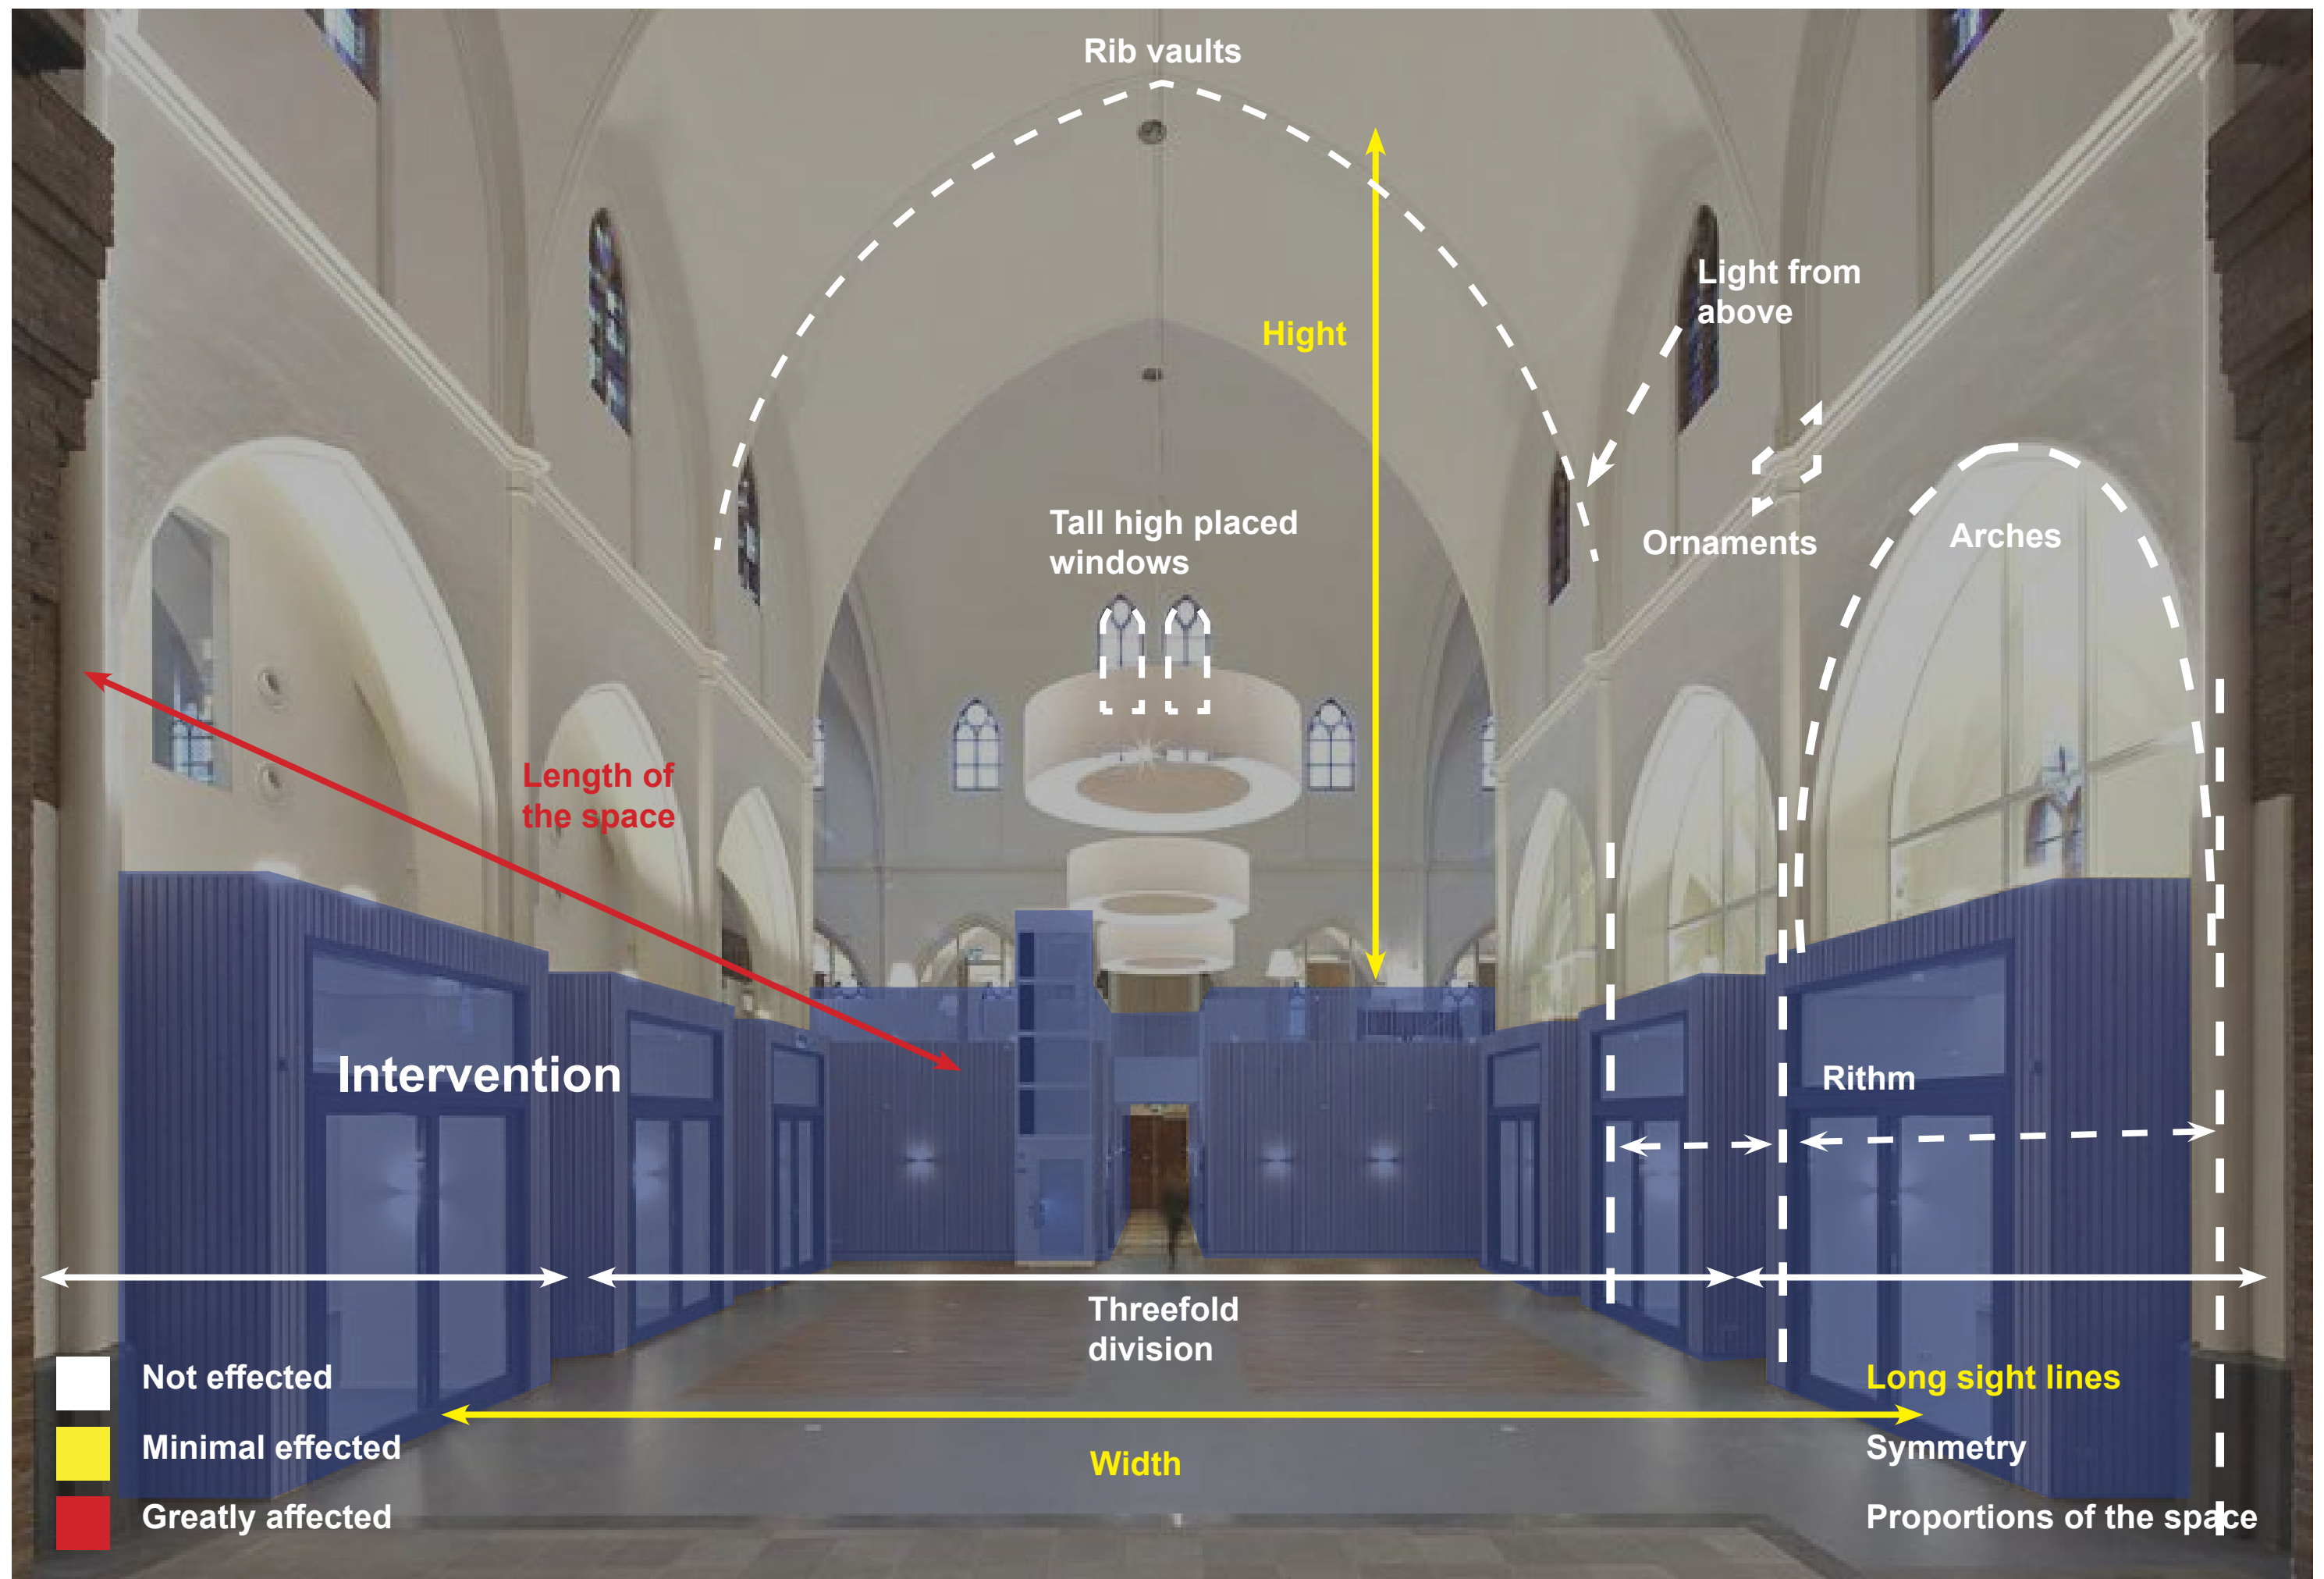 Rib vaults
Light from
above
Hight
Tall high placed
windows
Ornaments
Arches
Length of
the space
Intervention
Rithm
Threefold
division
Not effected
Minimal effected
Greatly affected
Width
Long sight lines
Symmetry
Proportions of the space